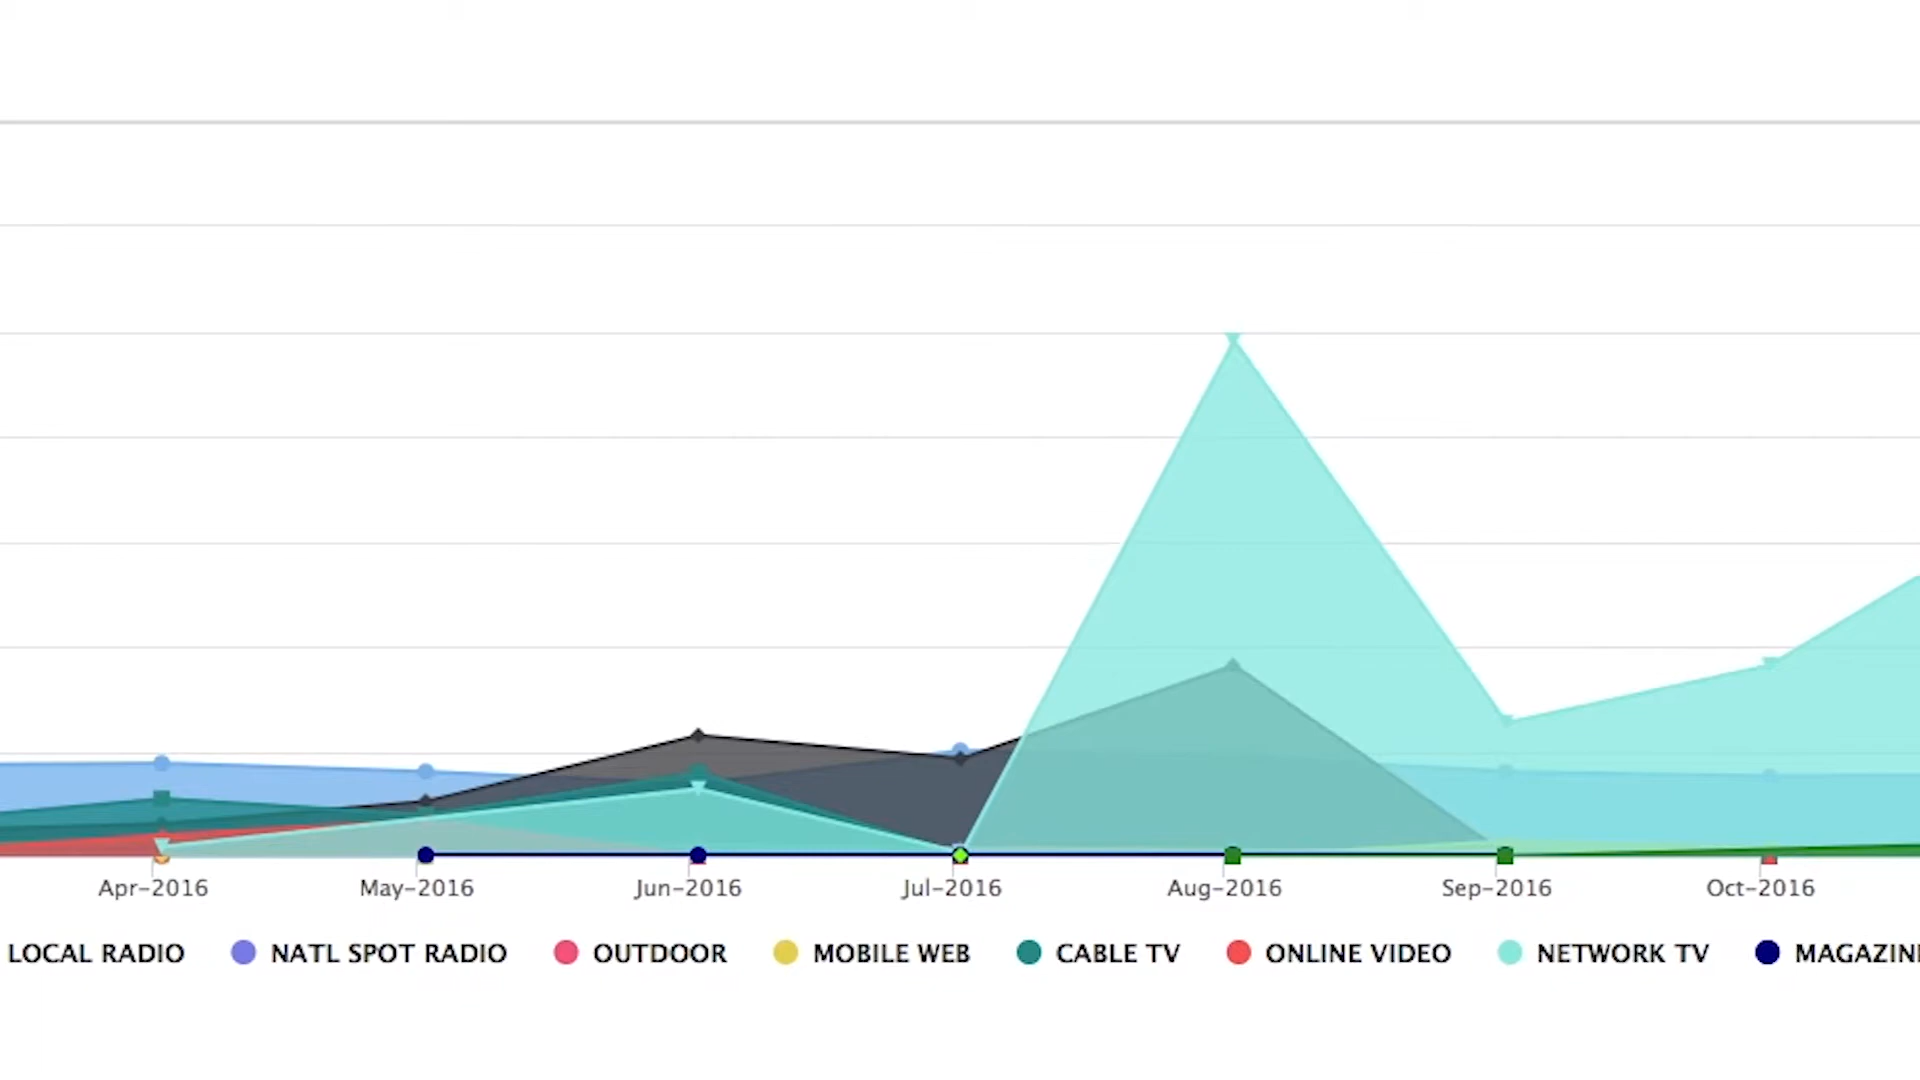 Apr-2016 May-2016 Jun-2016 Jul-2016 Aug-2016 Sep-2016 Oct-2016
LOCAL RADIO NATL SPOT RADIO OUTDOOR MOBILE WEB CABLE TV ONLINE VIDEO NETWORK TV MAGAZIN